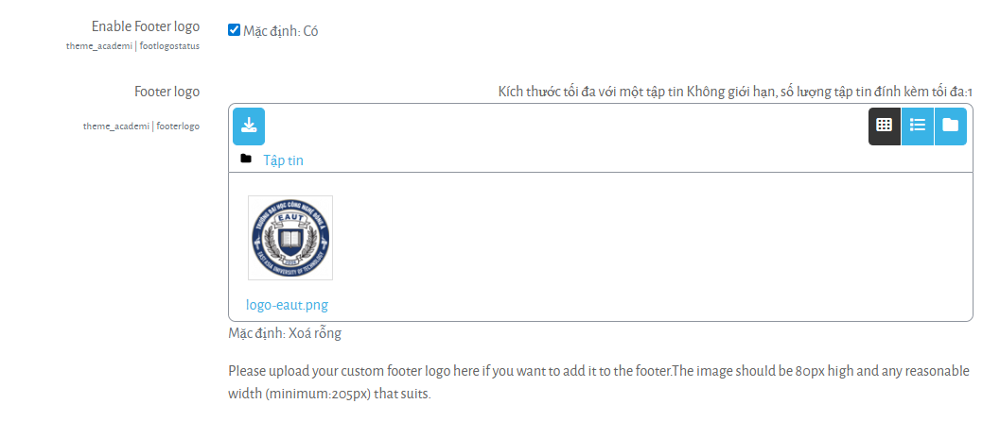 Enable Footer logo
Mặc định: Có
theme_academi | footlogostatus
Footer logo
Kích thước tối đa với một tập tin Không giới hạn, số lượng tập tin đính kèm tối đa:1
theme_academi | footerlogo
Tập tin
TRƯỜNG ĐẠI HỌC CÔNG NGHỆ ĐÔNG Á
EAUT
EAST ASIA UNIVERSITY OF TECHNOLOGY
logo-eaut.png
Mặc định: Xoá rỗng
Please upload your custom footer logo here if you want to add it to the footer.The image should be 80px high and any reasonable
width (minimum:205px) that suits.